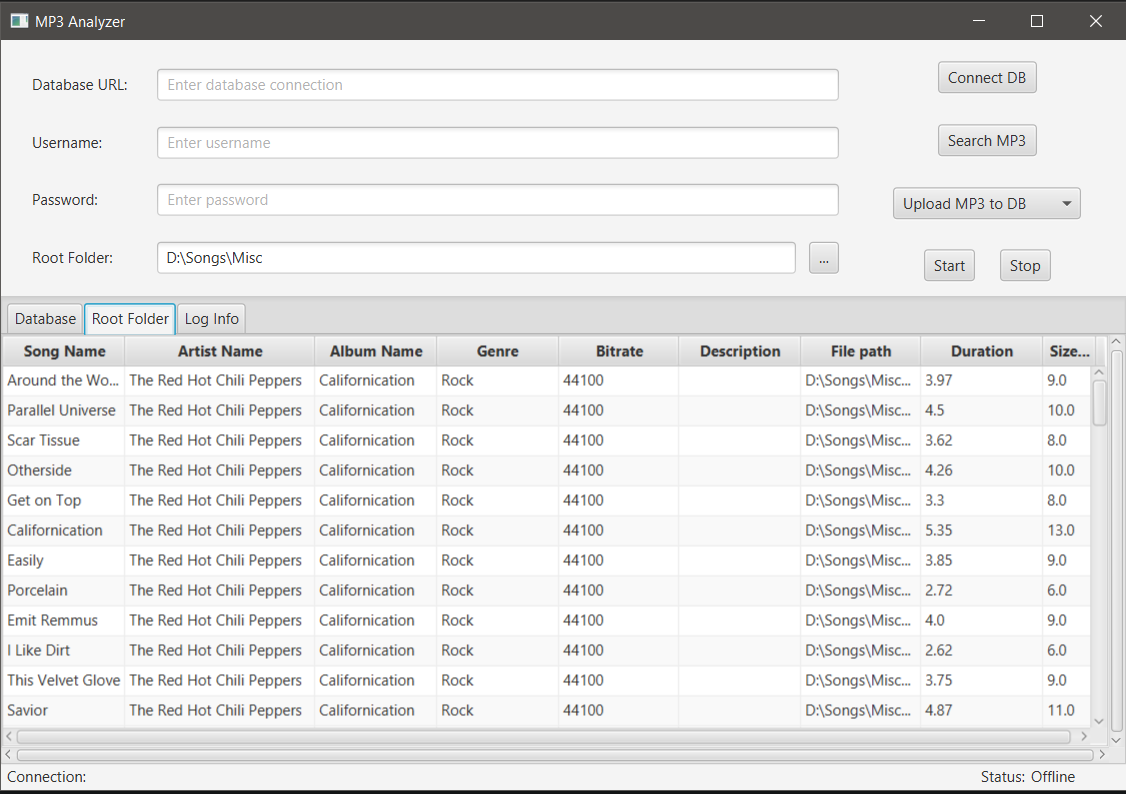 MP3 Analyzer
Database URL: Enter database connection Connect DB
Username: Enter username Search MP3
Password: Enter password Upload MP3 to DB
Root Folder: D:\Songs\Misc ... Start Stop
Database Root Folder Log Info
Song Name Artist Name Album Name Genre Bitrate Description File path Duration Size...
Around the Wo... The Red Hot Chili Peppers Californication Rock 44100 D:\Songs\Misc... 3.97 9.0
Parallel Universe The Red Hot Chili Peppers Californication Rock 44100 D:\Songs\Misc... 4.5 10.0
Scar Tissue The Red Hot Chili Peppers Californication Rock 44100 D:\Songs\Misc... 3.62 8.0
Otherside The Red Hot Chili Peppers Californication Rock 44100 D:\Songs\Misc... 4.26 10.0
Get on Top The Red Hot Chili Peppers Californication Rock 44100 D:\Songs\Misc... 3.3 8.0
Californication The Red Hot Chili Peppers Californication Rock 44100 D:\Songs\Misc... 5.35 13.0
Easily The Red Hot Chili Peppers Californication Rock 44100 D:\Songs\Misc... 3.85 9.0
Porcelain The Red Hot Chili Peppers Californication Rock 44100 D:\Songs\Misc... 2.72 6.0
Emit Remmus The Red Hot Chili Peppers Californication Rock 44100 D:\Songs\Misc... 4.0 9.0
I Like Dirt The Red Hot Chili Peppers Californication Rock 44100 D:\Songs\Misc... 2.62 6.0
This Velvet Glove The Red Hot Chili Peppers Californication Rock 44100 D:\Songs\Misc... 3.75 9.0
Savior The Red Hot Chili Peppers Californication Rock 44100 D:\Songs\Misc... 4.87 11.0
Connection: Status: Offline